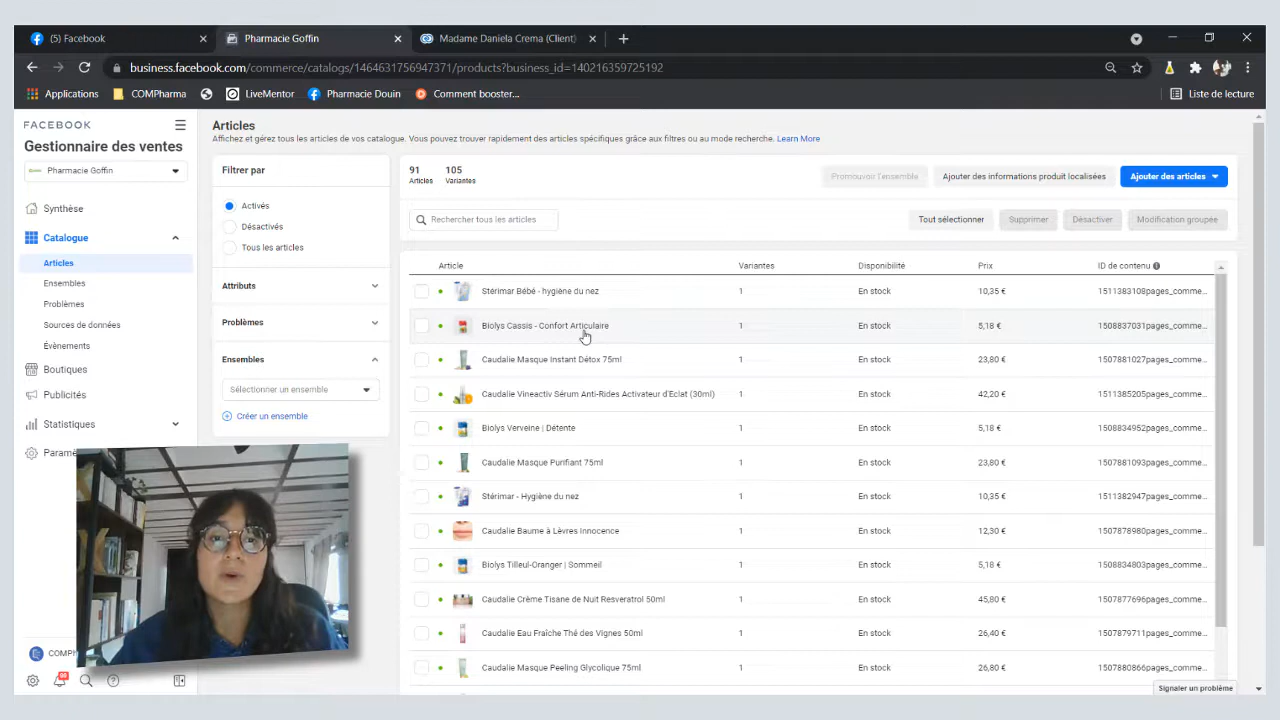 (5) Facebook
Pharmacie Goffin
Madame Daniela Crema (Client)
business.facebook.com/commerce/catalogs/1464631756947371/products?business_id=140216359725192
Applications
COMPharma
LiveMentor
Pharmacie Douin
Comment booster...
Liste de lecture
FACEBOOK
Gestionnaire des ventes
Pharmacie Goffin
Synthèse
Catalogue
Articles
Ensembles
Problèmes
Sources de données
Évènements
Boutiques
Publicités
Statistiques
Articles
Affichez et gérez tous les articles de vos catalogue. Vous pouvez trouver rapidement des articles spécifiques grâce aux filtres ou au mode recherche. Learn More
Filtrer par
Activés
Désactivés
Tous les articles
Attributs
Problèmes
Ensembles
Sélectionner un ensemble
Créer un ensemble
91 105
Articles Variantes
Promouvoir l'ensemble
Ajouter des informations produit localisées
Ajouter des articles
Rechercher tous les articles
Tout sélectionner
Supprimer
Désactiver
Modification groupée
Article Variantes Disponibilité Prix ID de contenu
Stérimar Bébé - hygiène du nez 1 En stock 10,35 € 1511383108pages_comme...
Biolys Cassis - Confort Articulaire 1 En stock 5,18 € 1508837031pages_comme...
Caudalie Masque Instant Détox 75ml 1 En stock 23,80 € 1507881027pages_comme...
Caudalie Vineactiv Sérum Anti-Rides Activateur d'Eclat (30ml) 1 En stock 42,20 € 1511385205pages_comme...
Biolys Verveine | Détente 1 En stock 5,18 € 1508834952pages_comme...
Caudalie Masque Purifiant 75ml 1 En stock 23,80 € 1507881093pages_comme...
Stérimar - Hygiène du nez 1 En stock 10,35 € 1511382947pages_comme...
Caudalie Baume à Lèvres Innocence 1 En stock 12,30 € 1507878980pages_comme...
Biolys Tilleul-Oranger | Sommeil 1 En stock 5,18 € 1508834803pages_comme...
Caudalie Crème Tisane de Nuit Resveratrol 50ml 1 En stock 45,80 € 1507877696pages_comme...
Caudalie Eau Fraîche Thé des Vignes 50ml 1 En stock 26,40 € 1507879711pages_comme...
Caudalie Masque Peeling Glycolique 75ml 1 En stock 26,80 € 1507880866pages_comme...
Signaler un problème